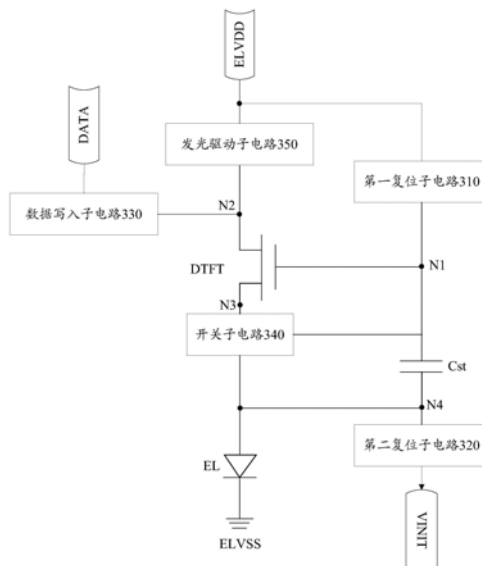 ELVDD
DATA
发光驱动子电路350
第一复位子电路310
数据写入子电路330
N2
DTFT
N1
N3
开关子电路340
Cst
N4
第二复位子电路320
EL
VINIT
ELVSS